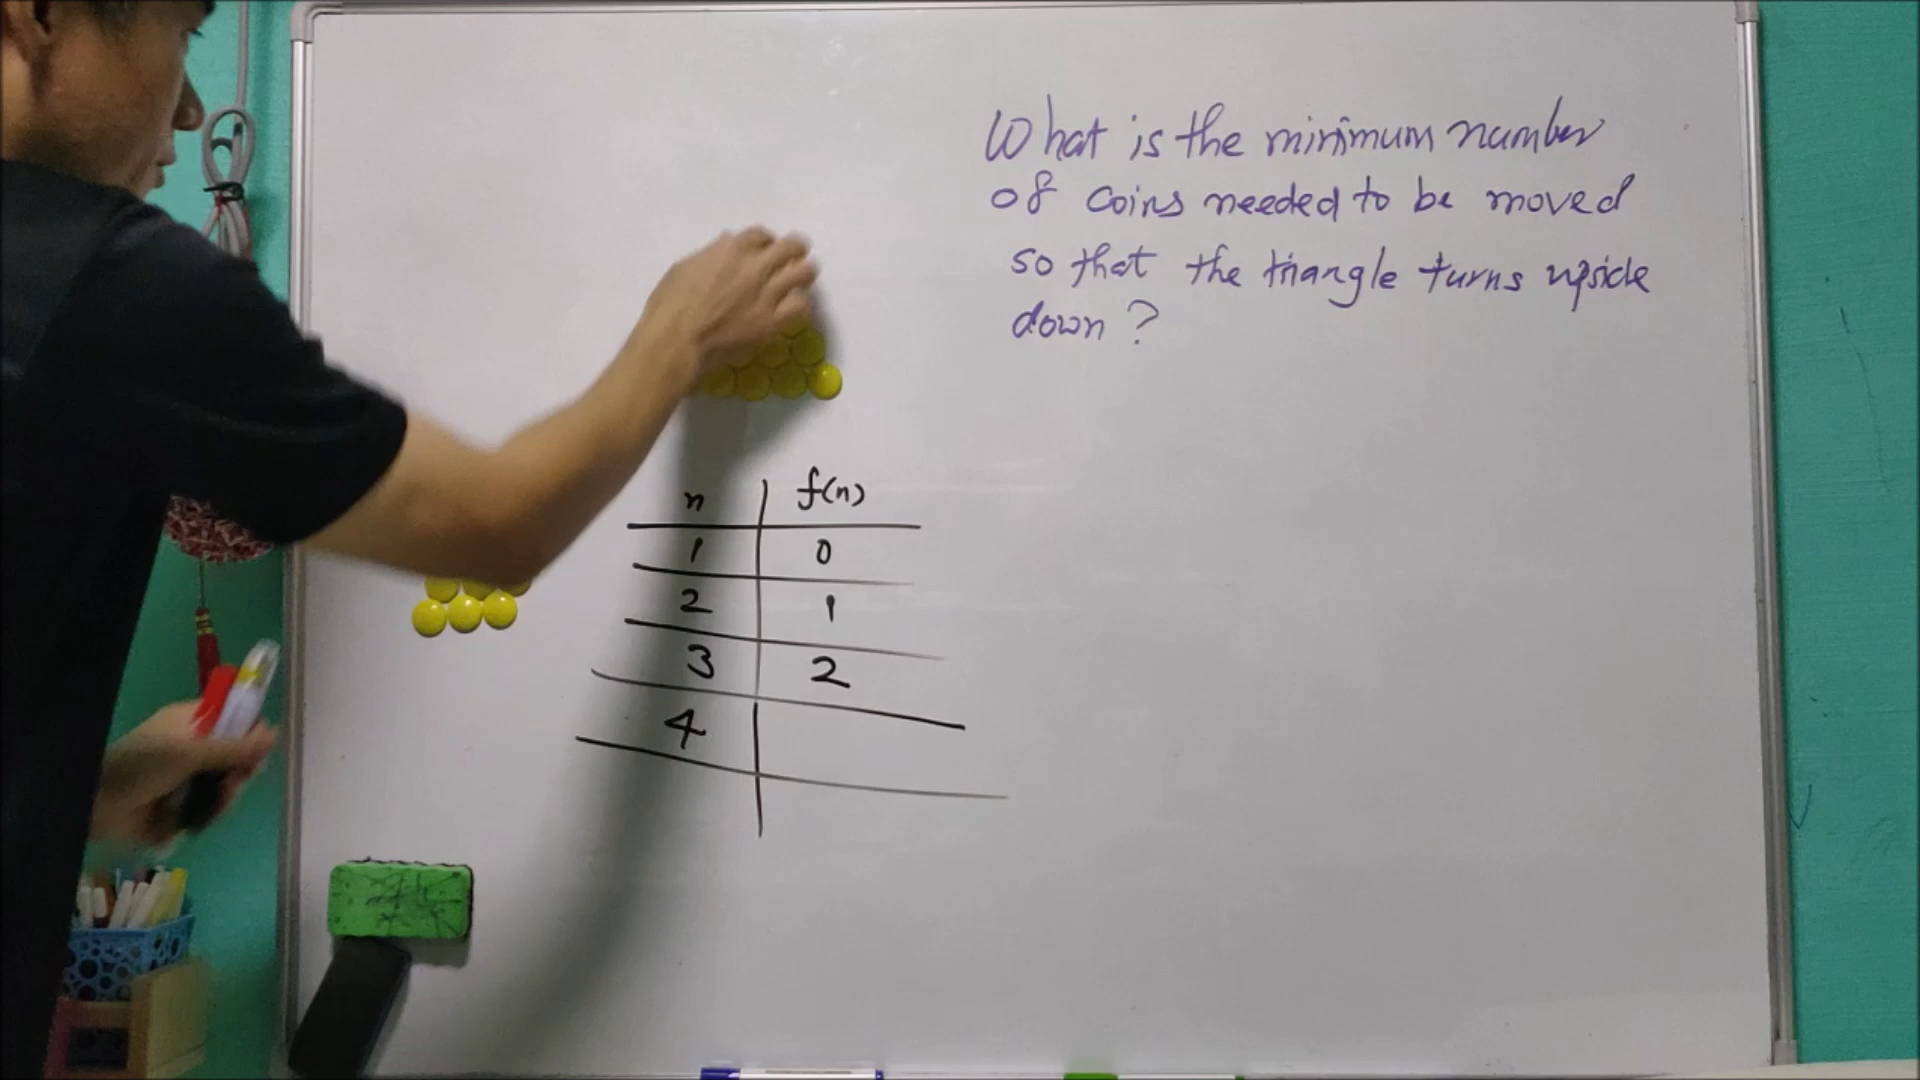 What is the minimum number
of coins needed to be moved
so that the triangle turns upside
down?
n f(n)
1 0
2 1
3 2
4